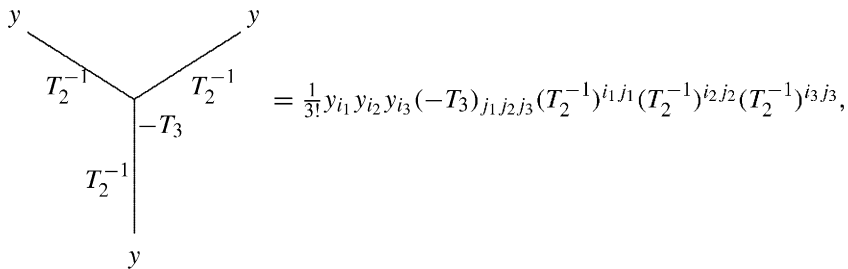 y y
T_2^{-1} T_2^{-1}
= \frac{1}{3!} y_{i_1} y_{i_2} y_{i_3} (-T_3)_{j_1 j_2 j_3} (T_2^{-1})^{i_1 j_1} (T_2^{-1})^{i_2 j_2} (T_2^{-1})^{i_3 j_3},
-T_3
T_2^{-1}
y